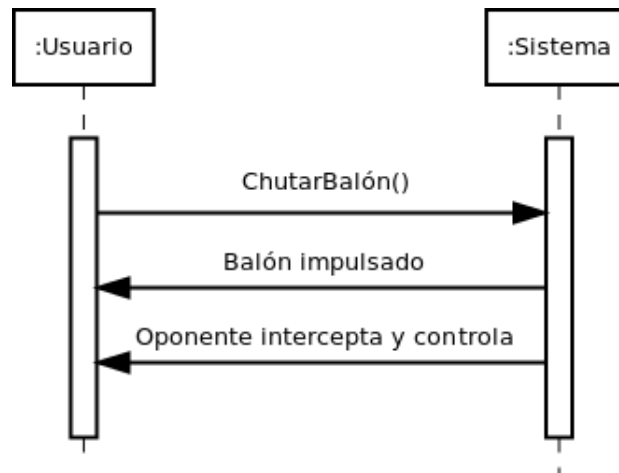 :Usuario
:Sistema
ChutarBalón()
Balón impulsado
Oponente intercepta y controla